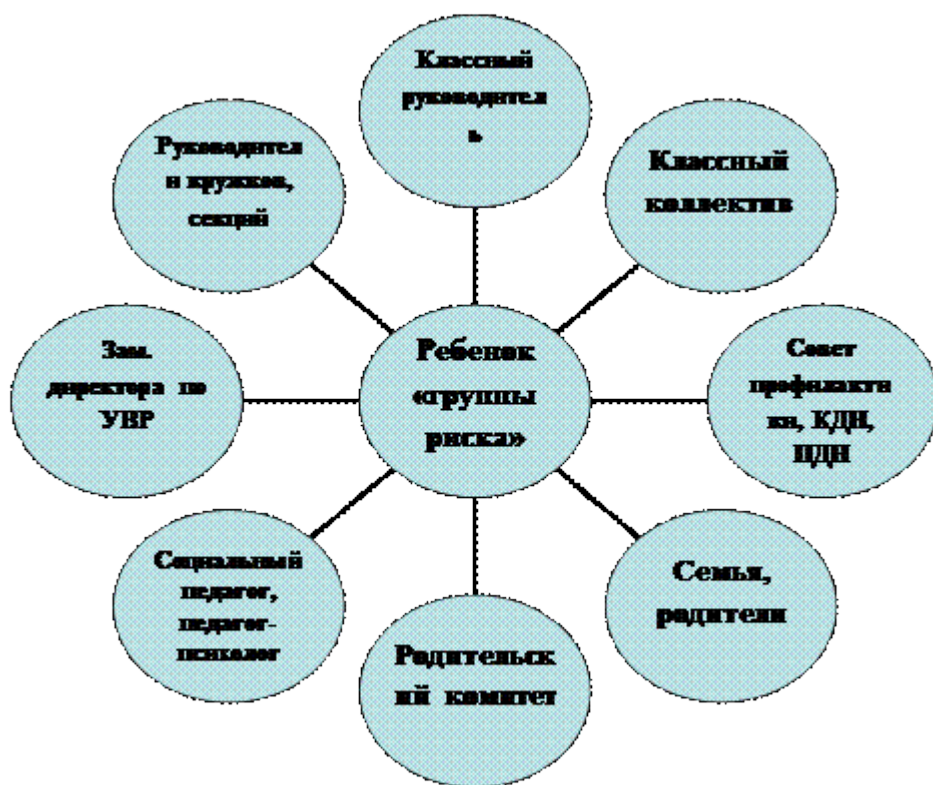 Классный
руководител
ь
Классный
коллектив
Совет
профилакти
ки, КДН,
ПДН
Семья,
родители
Родительск
ий комитет
Социальный
педагог,
педагог-
психолог
Зам.
директора по
УВР
Руководител
и кружков,
секций
Ребенок
«группы
риска»